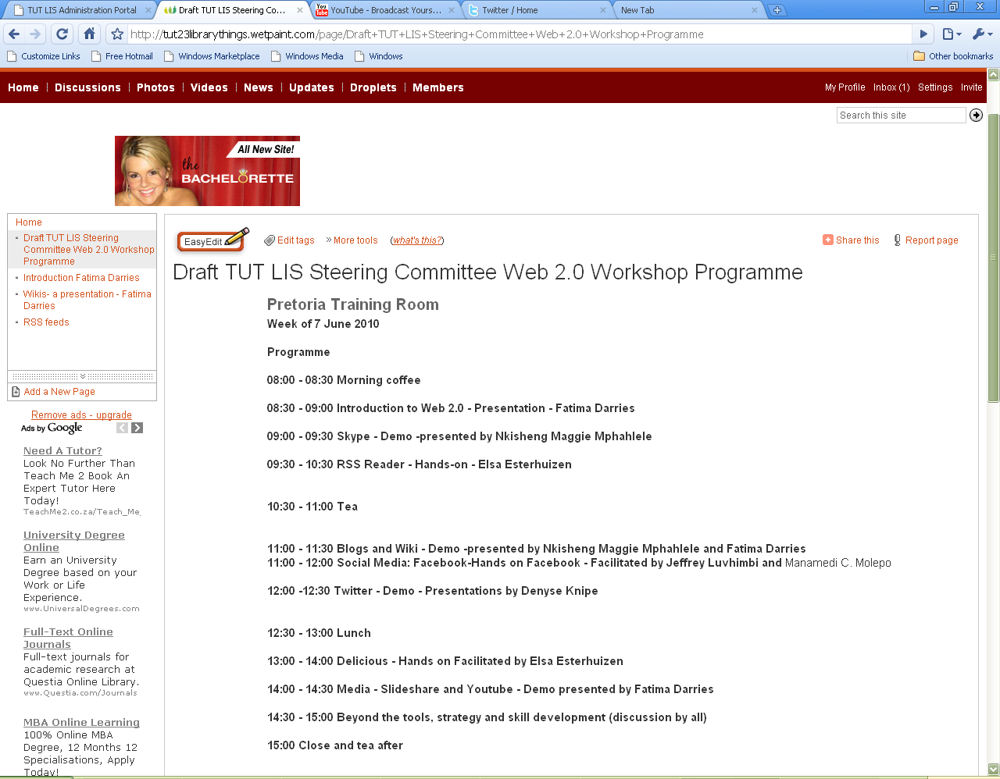 TUT LIS Administration Portal
Draft TUT LIS Steering Co...
YouTube - Broadcast Yours...
Twitter / Home
New Tab
http://tut23librarythings.wetpaint.com/page/Draft+TUT+LIS+Steering+Committee+Web+2.0+Workshop+Programme
Customize Links
Free Hotmail
Windows Marketplace
Windows Media
Windows
Other bookmarks
Home
Discussions
Photos
Videos
News
Updates
Droplets
Members
My Profile
Inbox (1)
Settings
Invite
Search this site
All New Site!
the
BACHELORETTE
Home
Draft TUT LIS Steering
Committee Web 2.0 Workshop
Programme
Introduction Fatima Darries
Wikis- a presentation - Fatima
Darries
RSS feeds
Add a New Page
Remove ads - upgrade
Ads by Google
Need A Tutor?
Look No Further Than
Teach Me 2 Book An
Expert Tutor Here
Today!
TeachMe2.co.za/Teach_Me
University Degree
Online
Earn an University
Degree based on your
Work or Life
Experience.
www.UniversalDegrees.com
Full-Text Online
Journals
Full-text journals for
academic research at
Questia Online Library.
www.Questia.com/Journals
MBA Online Learning
100% Online MBA
Degree, 12 Months 12
Specialisations, Apply
Today!
EasyEdit
Edit tags
» More tools
(what's this?)
Share this
Report page
Draft TUT LIS Steering Committee Web 2.0 Workshop Programme
Pretoria Training Room
Week of 7 June 2010
Programme
08:00 - 08:30 Morning coffee
08:30 - 09:00 Introduction to Web 2.0 - Presentation - Fatima Darries
09:00 - 09:30 Skype - Demo -presented by Nkisheng Maggie Mphahlele
09:30 - 10:30 RSS Reader - Hands-on - Elsa Esterhuizen
10:30 - 11:00 Tea
11:00 - 11:30 Blogs and Wiki - Demo -presented by Nkisheng Maggie Mphahlele and Fatima Darries
11:00 - 12:00 Social Media: Facebook-Hands on Facebook - Facilitated by Jeffrey Luvhimbi and Manamedi C. Molepo
12:00 -12:30 Twitter - Demo - Presentations by Denyse Knipe
12:30 - 13:00 Lunch
13:00 - 14:00 Delicious - Hands on Facilitated by Elsa Esterhuizen
14:00 - 14:30 Media - Slideshare and Youtube - Demo presented by Fatima Darries
14:30 - 15:00 Beyond the tools, strategy and skill development (discussion by all)
15:00 Close and tea after